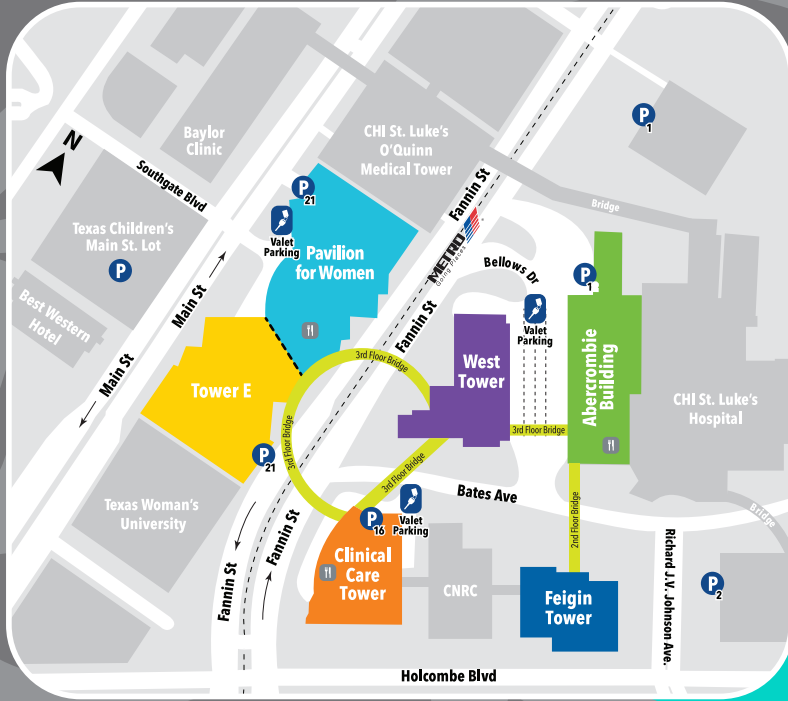 N
Southgate Blvd
Baylor
Clinic
CHI St. Luke's
O'Quinn
Medical Tower
Fannin St
P
1
Bridge
P
21
Valet
Parking
Pavilion
for Women
Texas Children's
Main St. Lot
P
Best Western
Hotel
Main St
Main St
METRO
Going Places
Bellows Dr
Fannin St
P
1
Valet
Parking
3rd Floor Bridge
West
Tower
Abercrombie
Building
CHI St. Luke's
Hospital
Tower E
3rd Floor Bridge
3rd Floor Bridge
3rd Floor Bridge
P
21
Texas Woman's
University
Bates Ave
Valet
Parking
P
16
Clinical
Care
Tower
CNRC
2nd Floor Bridge
Feigin
Tower
Bridge
Richard J.V. Johnson Ave.
P
2
Fannin St
Fannin St
Holcombe Blvd